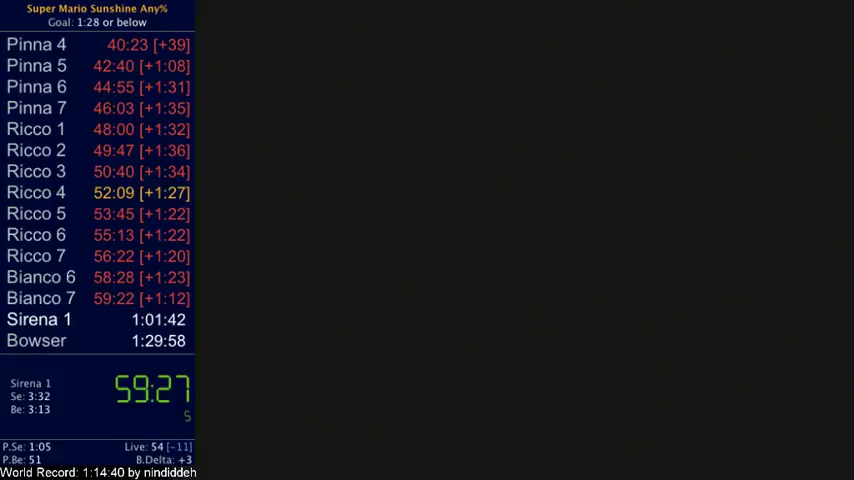 Super Mario Sunshine Any%
Goal: 1:28 or below
Pinna 4 40:23 [+39]
Pinna 5 42:40 [+1:08]
Pinna 6 44:55 [+1:31]
Pinna 7 46:03 [+1:35]
Ricco 1 48:00 [+1:32]
Ricco 2 49:47 [+1:36]
Ricco 3 50:40 [+1:34]
Ricco 4 52:09 [+1:27]
Ricco 5 53:45 [+1:22]
Ricco 6 55:13 [+1:22]
Ricco 7 56:22 [+1:20]
Bianco 6 58:28 [+1:23]
Bianco 7 59:22 [+1:12]
Sirena 1 1:01:42
Bowser 1:29:58
Sirena 1 59:27
Se: 3:32
Be: 3:13 5
P.Se: 1:05 Live: 54 [-11]
P.Be: 51 B.Delta: +3
World Record: 1:14:40 by nindiddeh